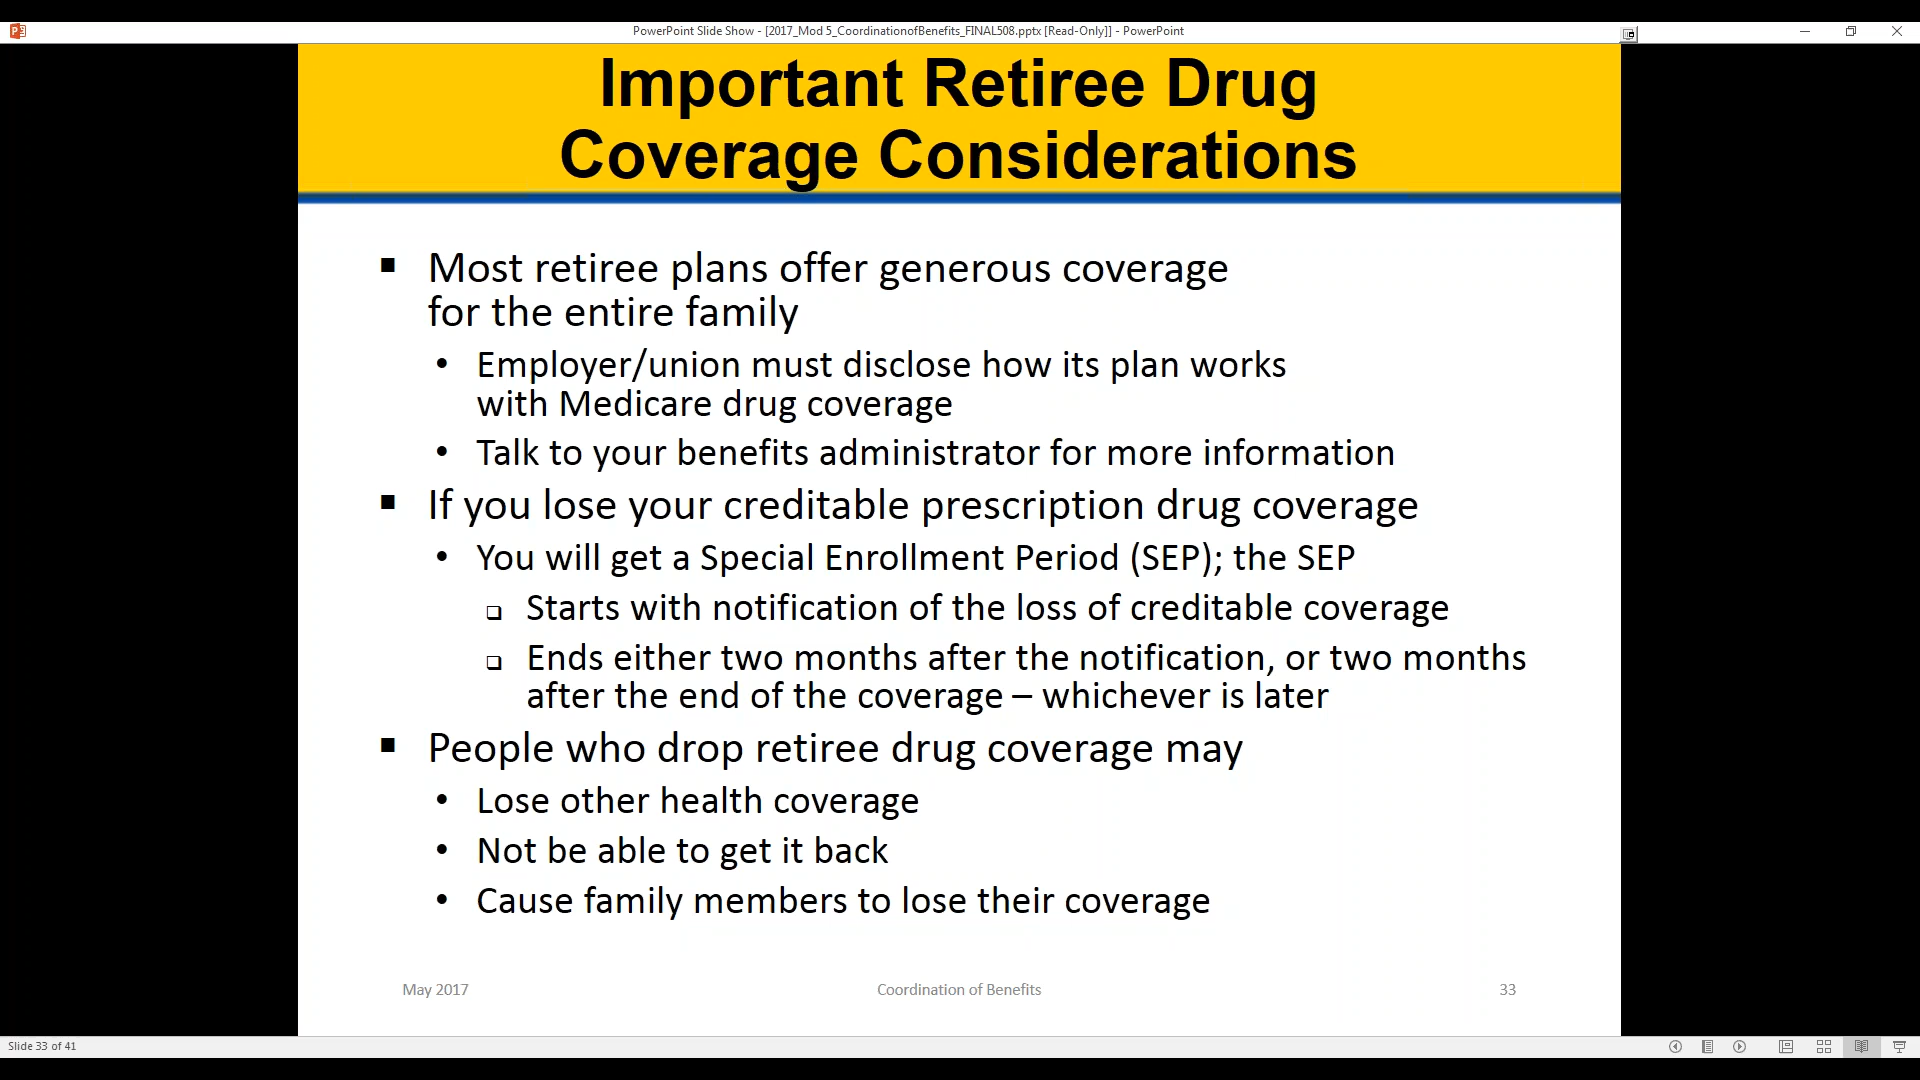 PowerPoint Slide Show - [2017_Mod 5_CoordinationofBenefits_FINAL508.pptx [Read-Only]] - PowerPoint
Important Retiree Drug
Coverage Considerations
Most retiree plans offer generous coverage
for the entire family
Employer/union must disclose how its plan works
with Medicare drug coverage
Talk to your benefits administrator for more information
If you lose your creditable prescription drug coverage
You will get a Special Enrollment Period (SEP); the SEP
Starts with notification of the loss of creditable coverage
Ends either two months after the notification, or two months
after the end of the coverage – whichever is later
People who drop retiree drug coverage may
Lose other health coverage
Not be able to get it back
Cause family members to lose their coverage
May 2017 Coordination of Benefits 33
Slide 33 of 41